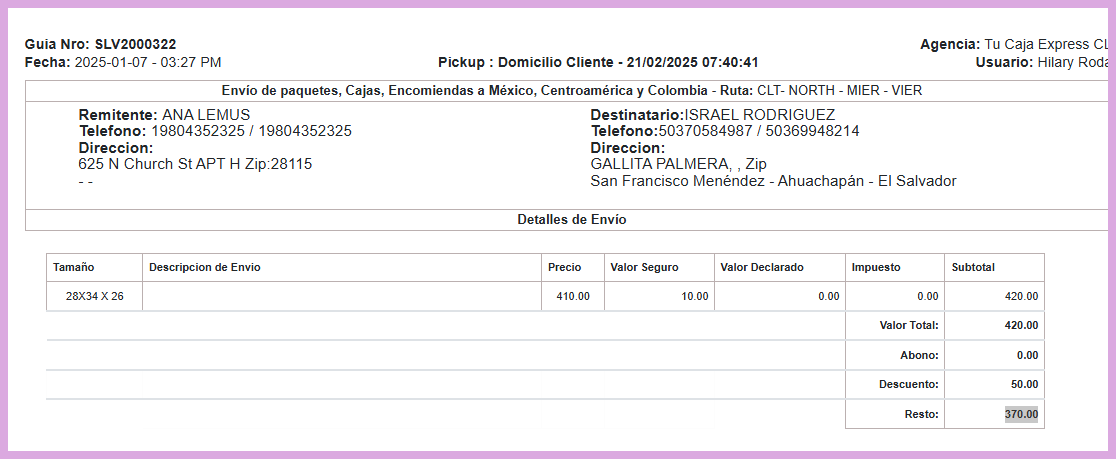 Guia Nro: SLV2000322
Agencia: Tu Caja Express CL
Fecha: 2025-01-07 - 03:27 PM
Pickup : Domicilio Cliente - 21/02/2025 07:40:41
Usuario: Hilary Roda
Envío de paquetes, Cajas, Encomiendas a México, Centroamérica y Colombia - Ruta: CLT- NORTH - MIER - VIER
Remitente: ANA LEMUS
Telefono: 19804352325 / 19804352325
Direccion:
625 N Church St APT H Zip:28115
- -
Destinatario:ISRAEL RODRIGUEZ
Telefono:50370584987 / 50369948214
Direccion:
GALLITA PALMERA, , Zip
San Francisco Menéndez - Ahuachapán - El Salvador
Detalles de Envío
Tamaño Descripcion de Envio Precio Valor Seguro Valor Declarado Impuesto Subtotal
28X34 X 26 410.00 10.00 0.00 0.00 420.00
Valor Total: 420.00
Abono: 0.00
Descuento: 50.00
Resto: 370.00